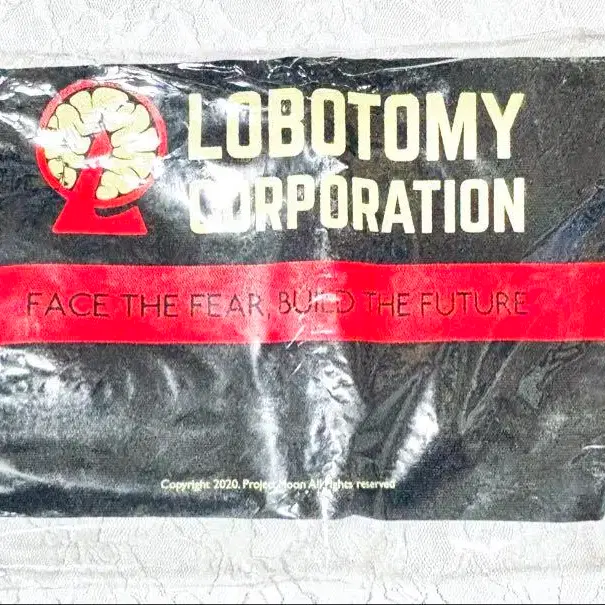 LOBOTOMY
CORPORATION
FACE THE FEAR, BUILD THE FUTURE
Copyright 2020. Project Moon All rights reserved